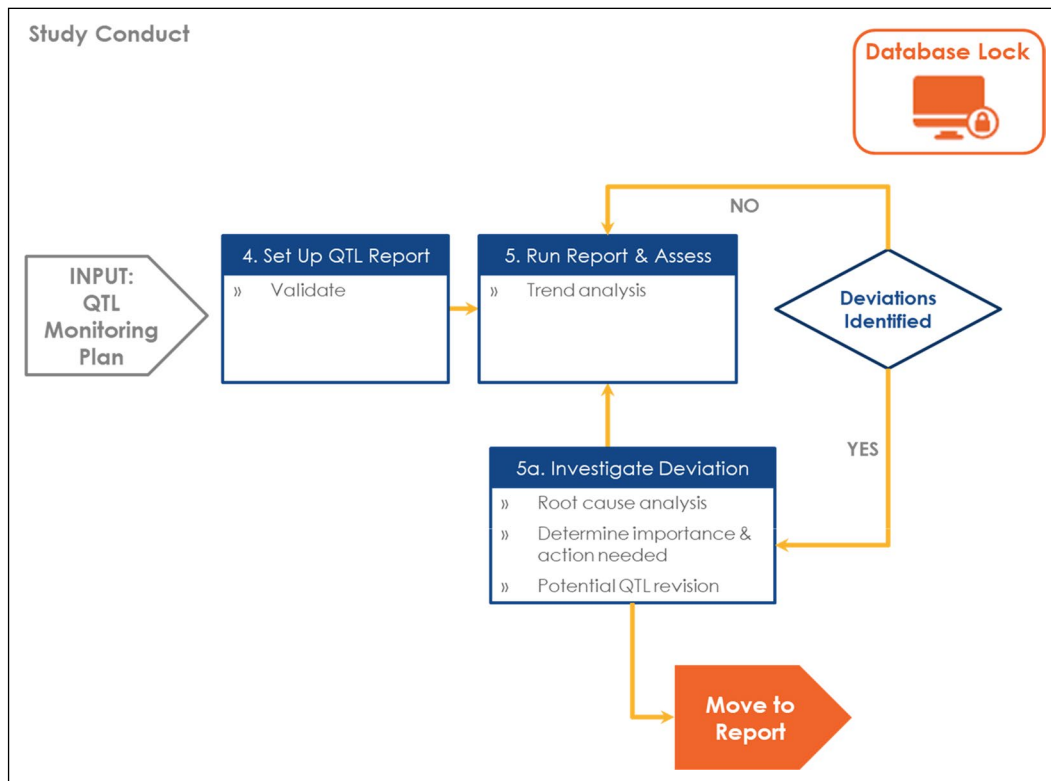 Study Conduct
Database Lock
NO
INPUT:
QTL
Monitoring
Plan
4. Set Up QTL Report
» Validate
5. Run Report & Assess
» Trend analysis
Deviations
Identified
YES
5a. Investigate Deviation
» Root cause analysis
» Determine importance &
action needed
» Potential QTL revision
Move to
Report